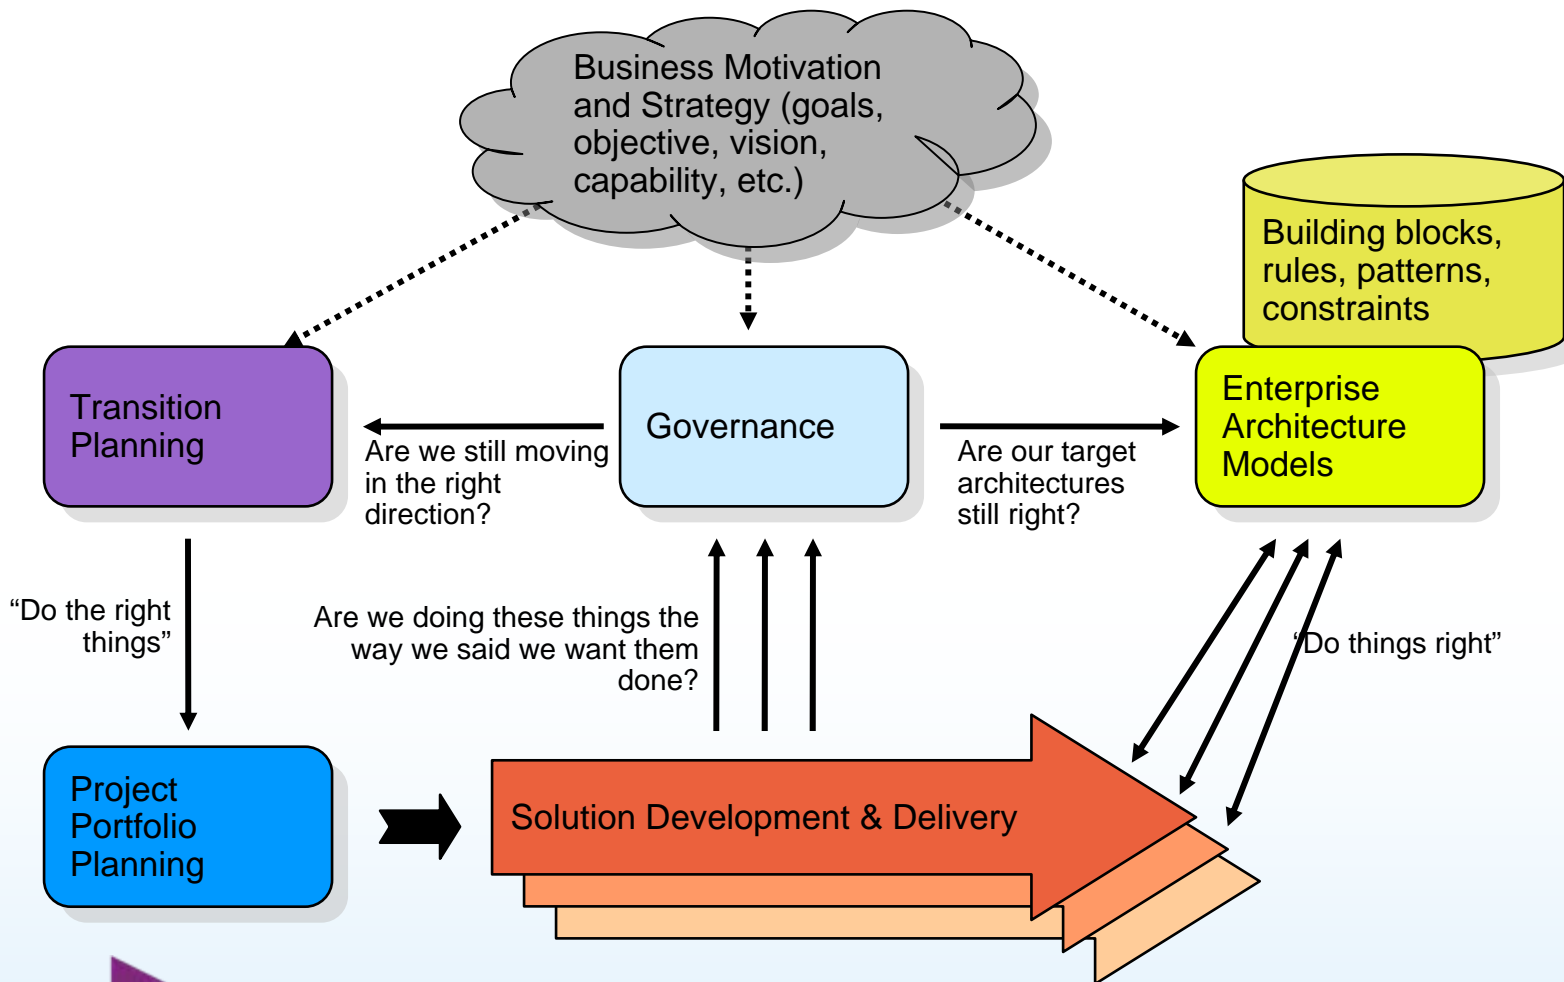 Business Motivation
and Strategy (goals,
objective, vision,
capability, etc.)
Building blocks,
rules, patterns,
constraints
Transition
Planning
Governance
Enterprise
Architecture
Models
Are we still moving
in the right
direction?
Are our target
architectures
still right?
“Do the right
things”
Are we doing these things the
way we said we want them
done?
“Do things right”
Project
Portfolio
Planning
Solution Development & Delivery